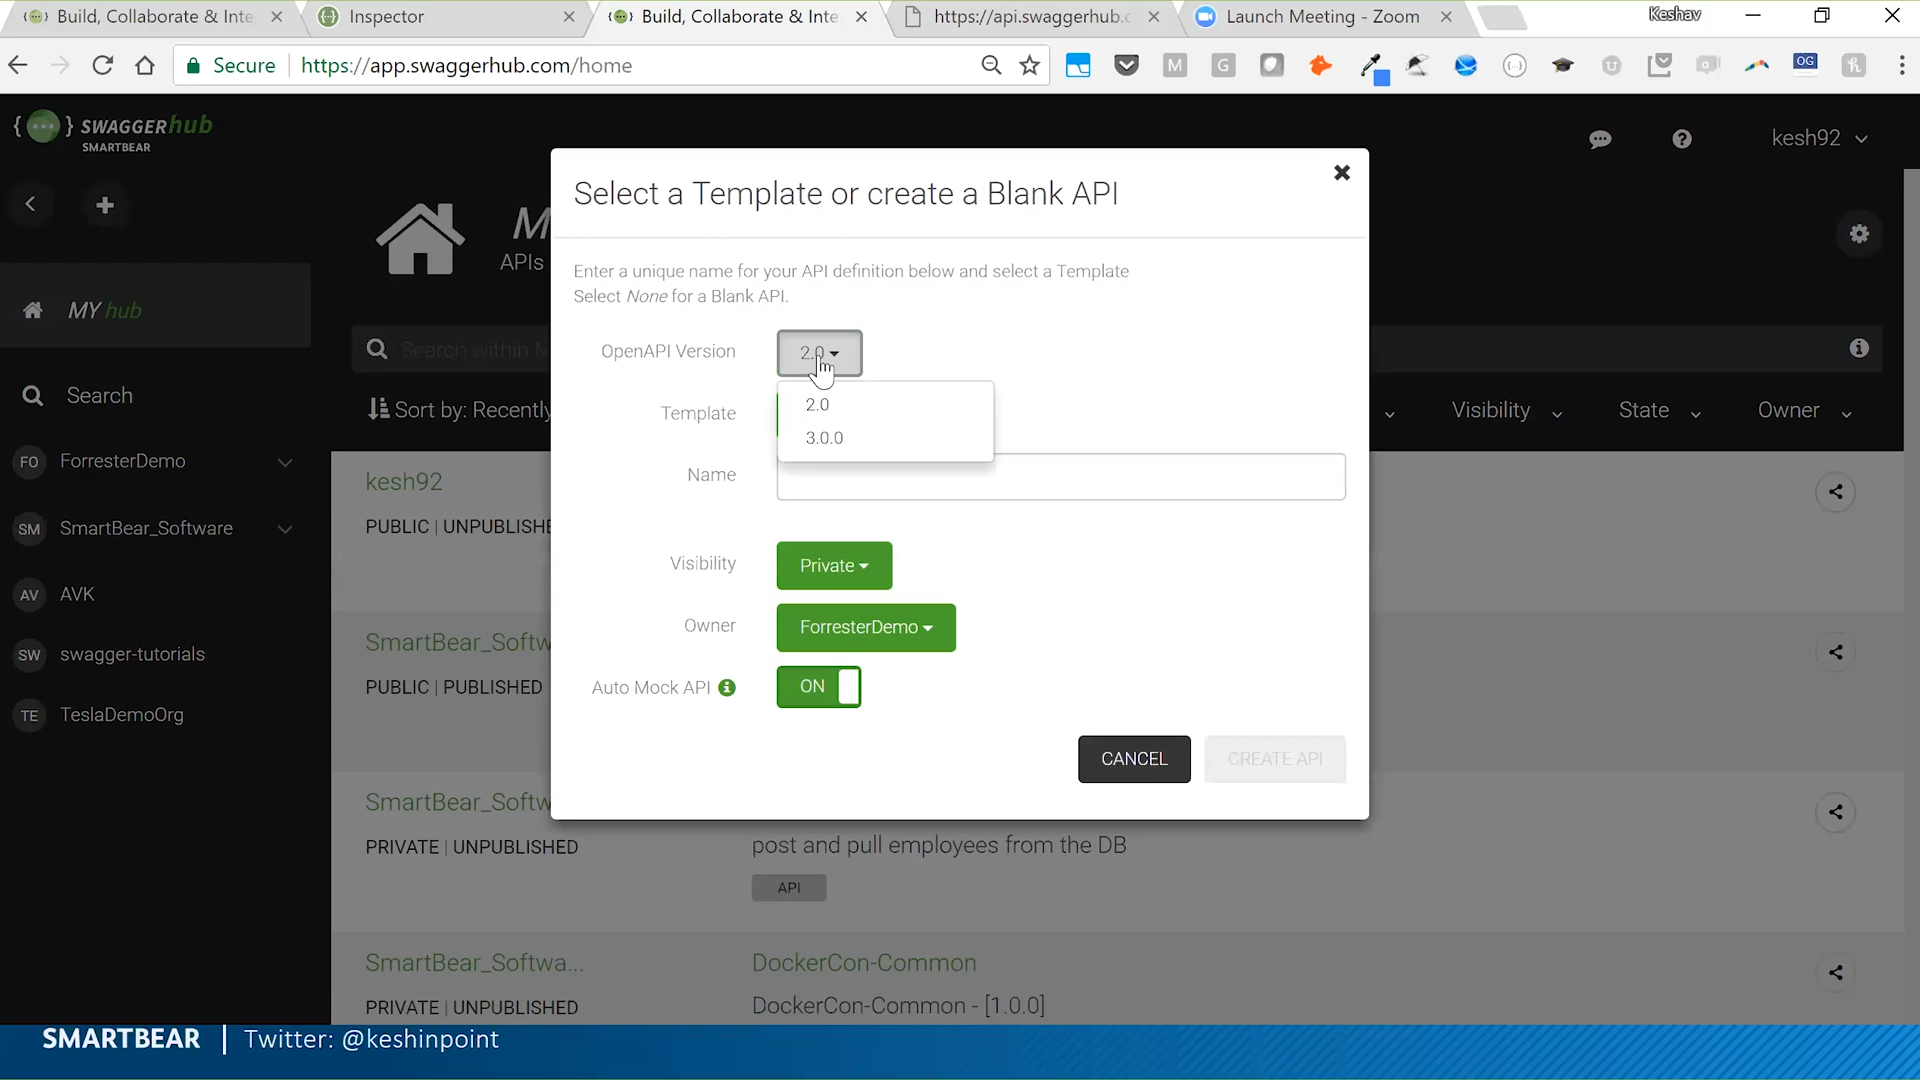 Build, Collaborate & Inte
Inspector
Build, Collaborate & Inte
https://api.swaggerhub.c
Launch Meeting - Zoom
Keshav
Secure
https://app.swaggerhub.com/home
M
G
OG
SWAGGERhub
SMARTBEAR
kesh92
Select a Template or create a Blank API
M
APIs
Enter a unique name for your API definition below and select a Template
Select None for a Blank API.
MY hub
OpenAPI Version
2.0
Search within M
2.0
3.0.0
Search
Sort by: Recently
Template
Visibility
State
Owner
FO ForresterDemo
kesh92
Name
SM SmartBear_Software
PUBLIC | UNPUBLISHE
Visibility
Private
AV AVK
Owner
ForresterDemo
SW swagger-tutorials
SmartBear_Softw
PUBLIC | PUBLISHED
Auto Mock API
ON
TE TeslaDemoOrg
CANCEL
CREATE API
SmartBear_Softw
PRIVATE | UNPUBLISHED
post and pull employees from the DB
API
SmartBear_Softwa...
DockerCon-Common
PRIVATE | UNPUBLISHED
DockerCon-Common - [1.0.0]
SMARTBEAR | Twitter: @keshinpoint